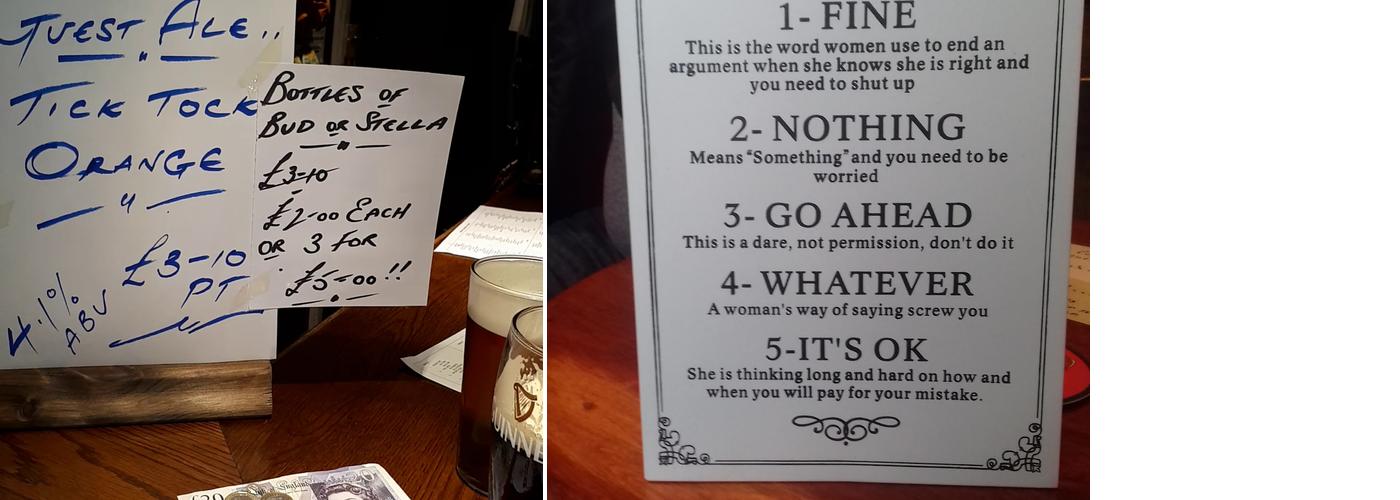 GUEST ALE..
TICK TOCK
ORANGE
£3-10
PT
4.1%
ABV
BOTTLES OF
BUD OR STELLA
£3-10
£2-00 EACH
OR 3 FOR
£5-00!!
£20
1- FINE
This is the word women use to end an
argument when she knows she is right and
you need to shut up
2- NOTHING
Means “Something” and you need to be
worried
3- GO AHEAD
This is a dare, not permission, don't do it
4- WHATEVER
A woman's way of saying screw you
5-IT'S OK
She is thinking long and hard on how and
when you will pay for your mistake.